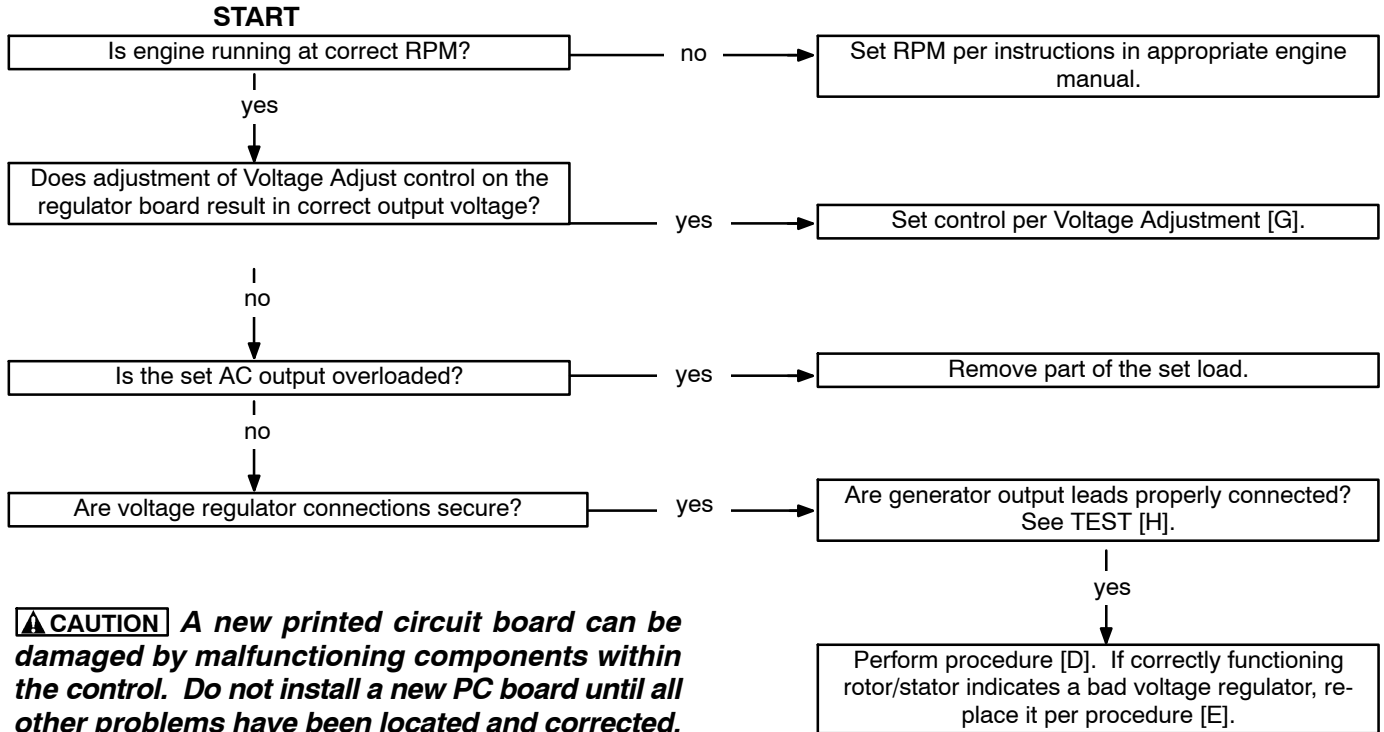 START
Is engine running at correct RPM?
no
Set RPM per instructions in appropriate engine
manual.
yes
Does adjustment of Voltage Adjust control on the
regulator board result in correct output voltage?
yes
Set control per Voltage Adjustment [G].
no
Is the set AC output overloaded?
yes
Remove part of the set load.
no
Are voltage regulator connections secure?
yes
Are generator output leads properly connected?
See TEST [H].
yes
CAUTION A new printed circuit board can be
damaged by malfunctioning components within
the control. Do not install a new PC board until all
other problems have been located and corrected.
Perform procedure [D]. If correctly functioning
rotor/stator indicates a bad voltage regulator, re-
place it per procedure [E].